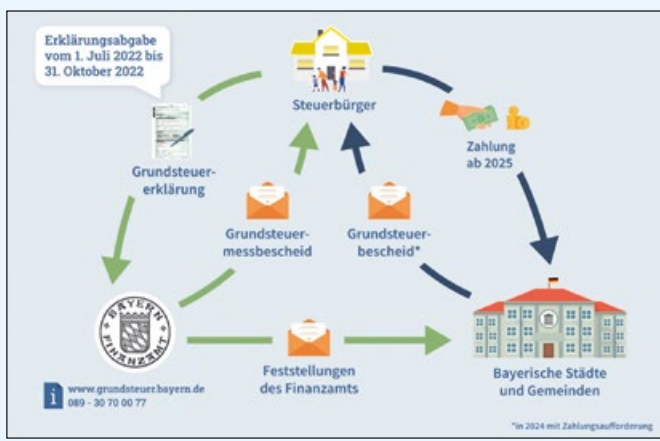 Erklärungsabgabe
vom 1. Juli 2022 bis
31. Oktober 2022
Steuerbürger
Grundsteuer-
erklärung
Zahlung
ab 2025
Grundsteuer-
messbescheid
Grundsteuer-
bescheid*
BAYERN
FINANZAMT
Feststellungen
des Finanzamts
Bayerische Städte
und Gemeinden
i
www.grundsteuer.bayern.de
089 - 30 70 00 77
*in 2024 mit Zahlungsaufforderung